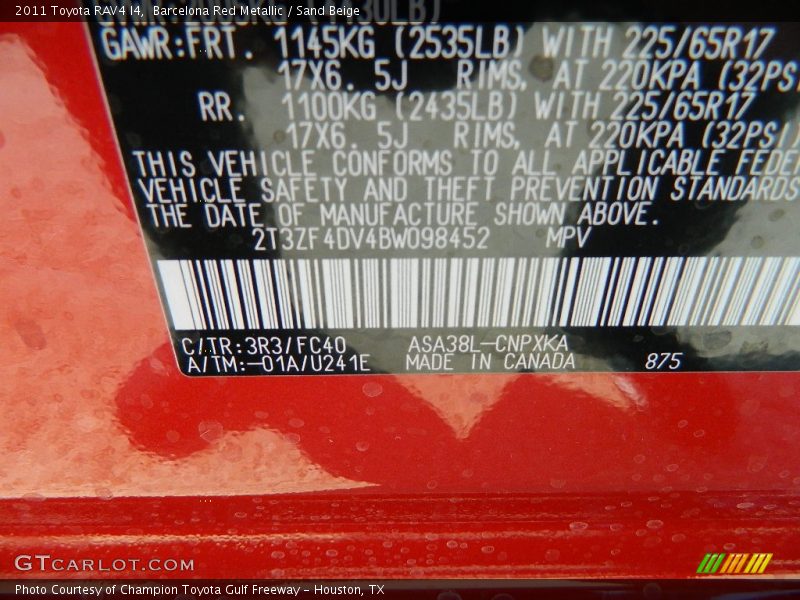 2011 Toyota RAV4 I4, Barcelona Red Metallic / Sand Beige
GAWR:FRT. 1145KG (2535LB) WITH 225/65R17
17X6.5J RIMS, AT 220KPA (32PSI
RR. 1100KG (2435LB) WITH 225/65R17
17X6.5J RIMS, AT 220KPA (32PSI)
THIS VEHICLE CONFORMS TO ALL APPLICABLE FEDE
VEHICLE SAFETY AND THEFT PREVENTION STANDARDS
THE DATE OF MANUFACTURE SHOWN ABOVE.
2T3ZF4DV4BW098452 MPV
C/TR:3R3/FC40 ASA38L-CNPXKA
A/TM:-01A/U241E MADE IN CANADA 875
GTCARLOT.COM
Photo Courtesy of Champion Toyota Gulf Freeway - Houston, TX